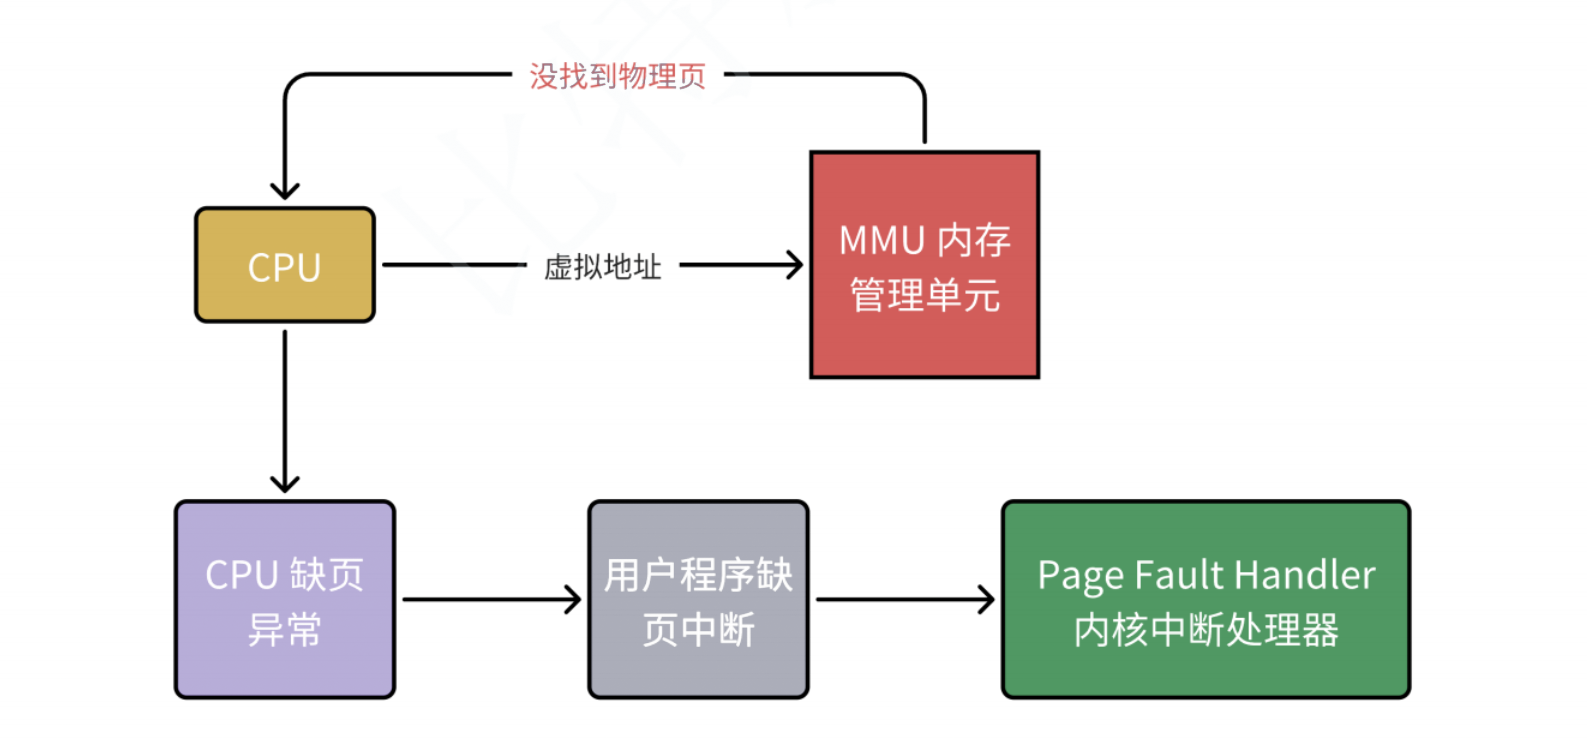 没找到物理页
CPU
虚拟地址
MMU 内存
管理单元
CPU 缺页
异常
用户程序缺
页中断
Page Fault Handler
内核中断处理器